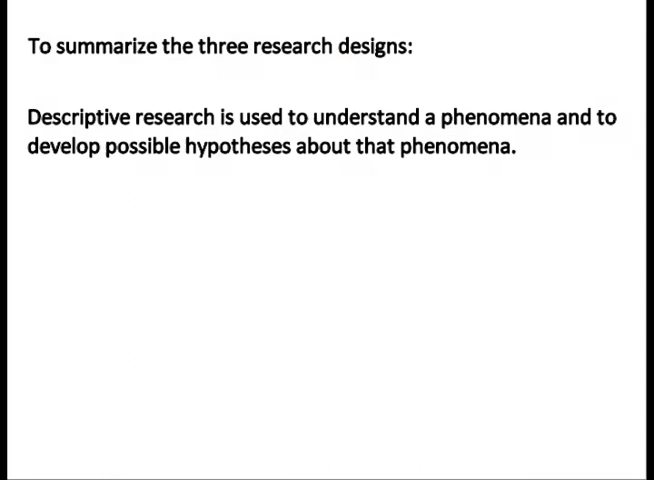 To summarize the three research designs:
Descriptive research is used to understand a phenomena and to
develop possible hypotheses about that phenomena.